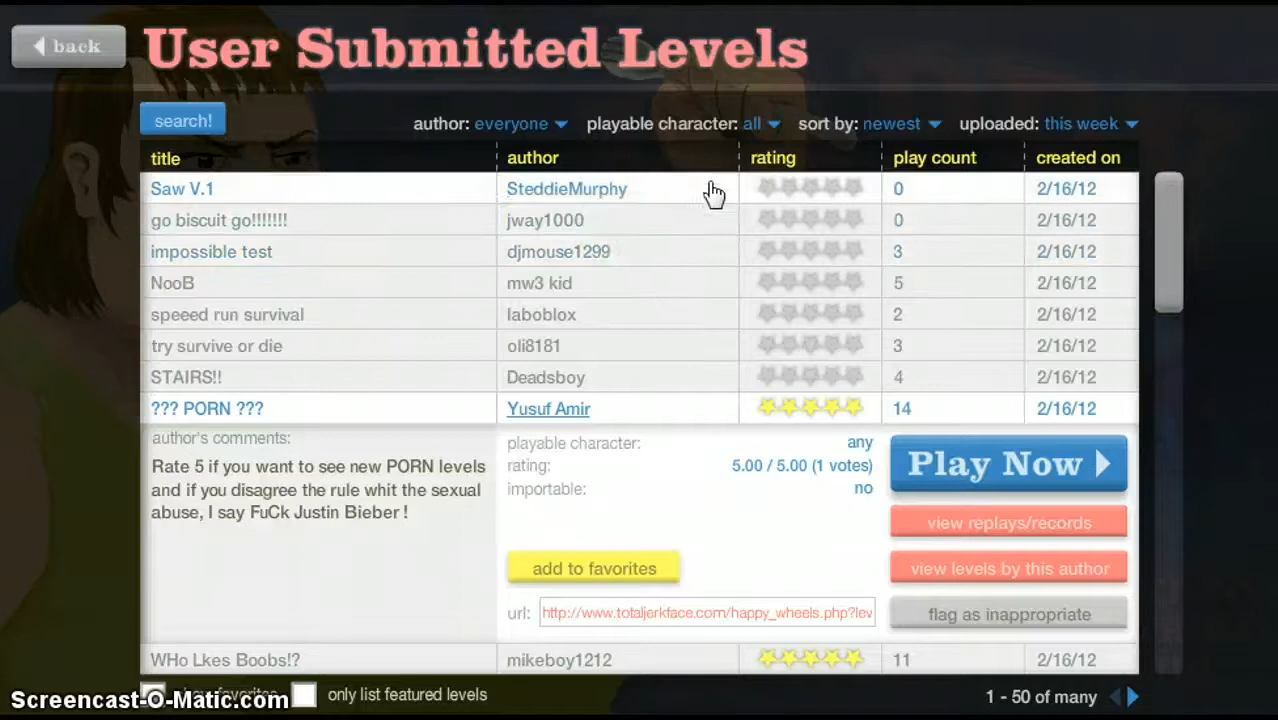 back
User Submitted Levels
search!
author: everyone playable character: all sort by: newest uploaded: this week
title author rating play count created on
Saw V.1 SteddieMurphy 0 2/16/12
go biscuit go!!!!!!! jway1000 0 2/16/12
impossible test djmouse1299 3 2/16/12
NooB mw3 kid 5 2/16/12
speeed run survival laboblox 2 2/16/12
try survive or die oli8181 3 2/16/12
STAIRS!! Deadsboy 4 2/16/12
??? PORN ??? Yusuf Amir 14 2/16/12
author's comments:
Rate 5 if you want to see new PORN levels
and if you disagree the rule whit the sexual
abuse, I say FuCk Justin Bieber !
playable character: any
rating: 5.00 / 5.00 (1 votes)
importable: no
add to favorites
url: http://www.totaljerkface.com/happy_wheels.php?lev
Play Now
view replays/records
view levels by this author
flag as inappropriate
WHo Lkes Boobs!? mikeboy1212 11 2/16/12
Screencast-O-Matic.com only list featured levels 1 - 50 of many